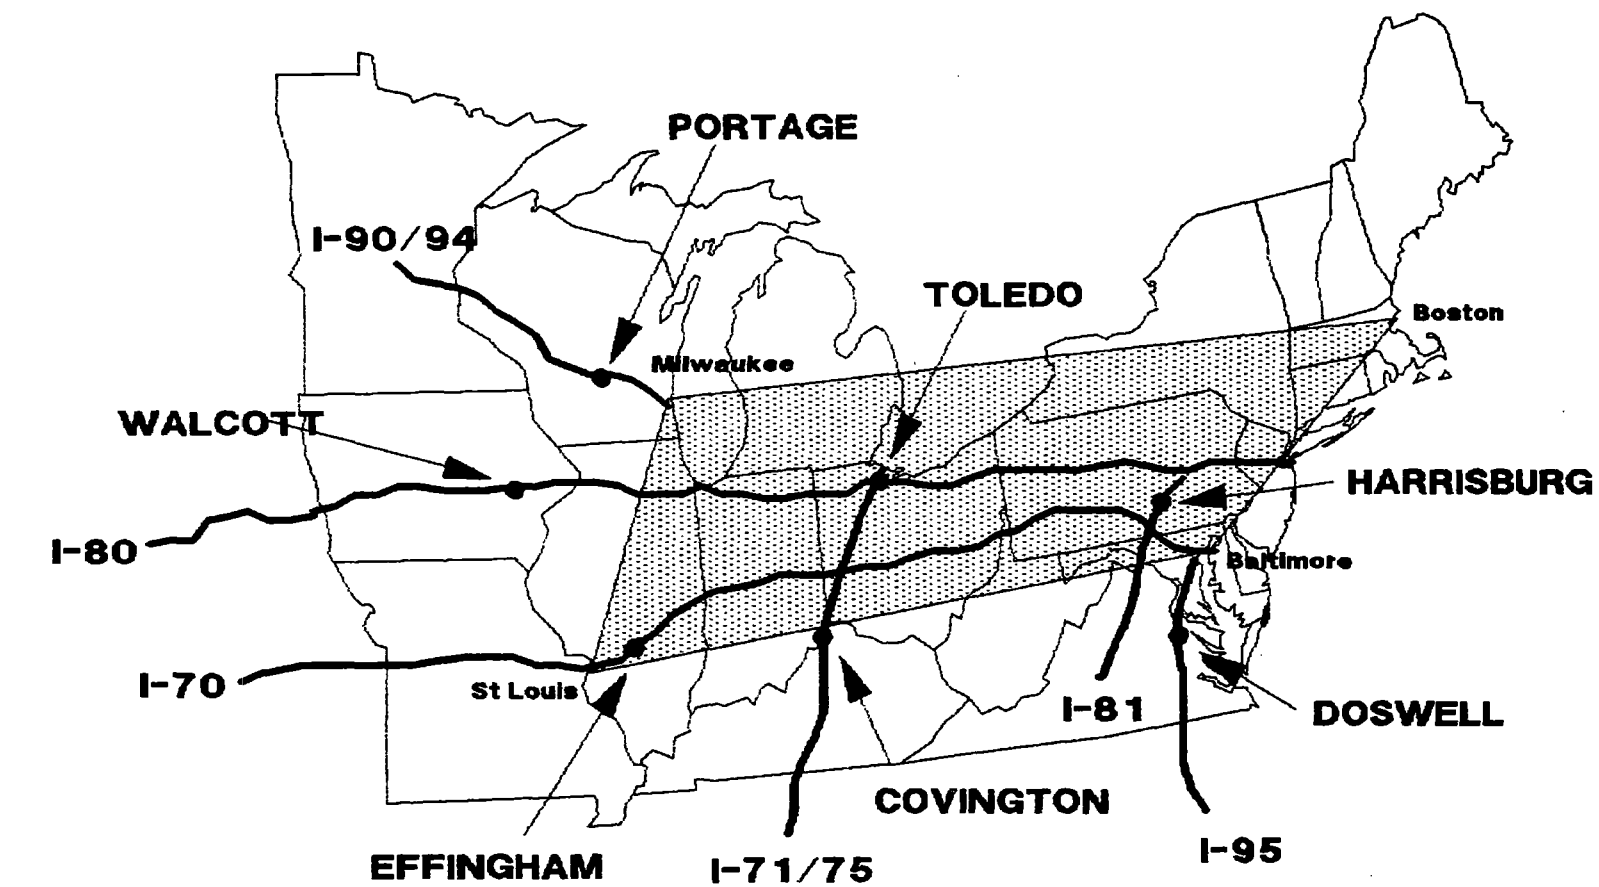 PORTAGE
I-90/94
TOLEDO
Boston
Milwaukee
WALCOTT
HARRISBURG
I-80
Baltimore
I-70
St Louis
I-81
DOSWELL
COVINGTON
I-95
EFFINGHAM
I-71/75